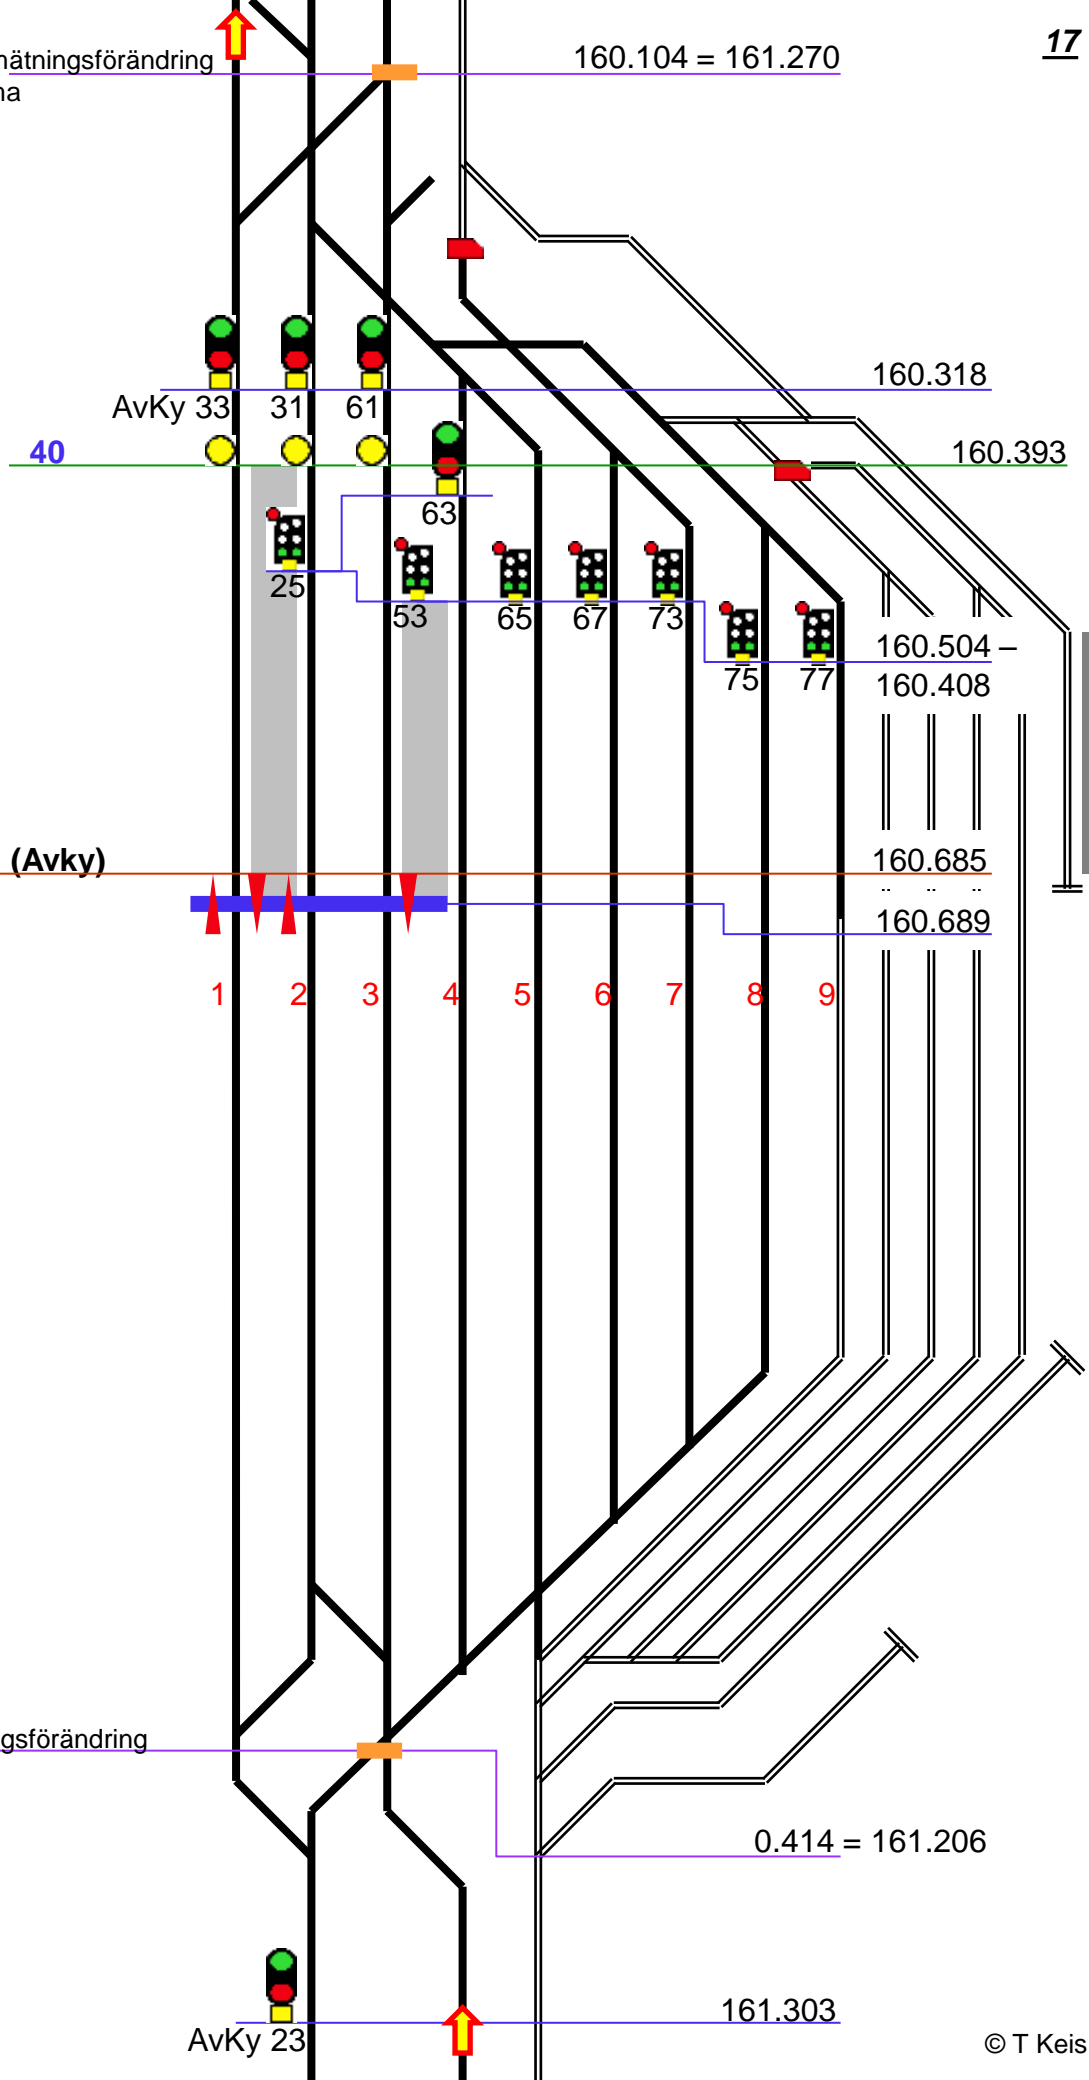 17
160.104 = 161.270
nätningsförändring
na
160.318
AvKy 33 31 61
40
160.393
63
25
53 65 67 73
160.504 –
75 77
160.408
(Avky)
160.685
160.689
1 2 3 4 5 6 7 8 9
gsförändring
0.414 = 161.206
161.303
AvKy 23
© T Keis